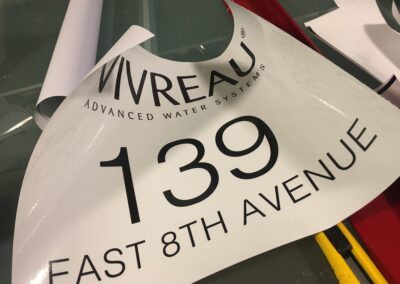 VIVREAU®
ADVANCED WATER SYSTEMS
139
EAST 8TH AVENUE